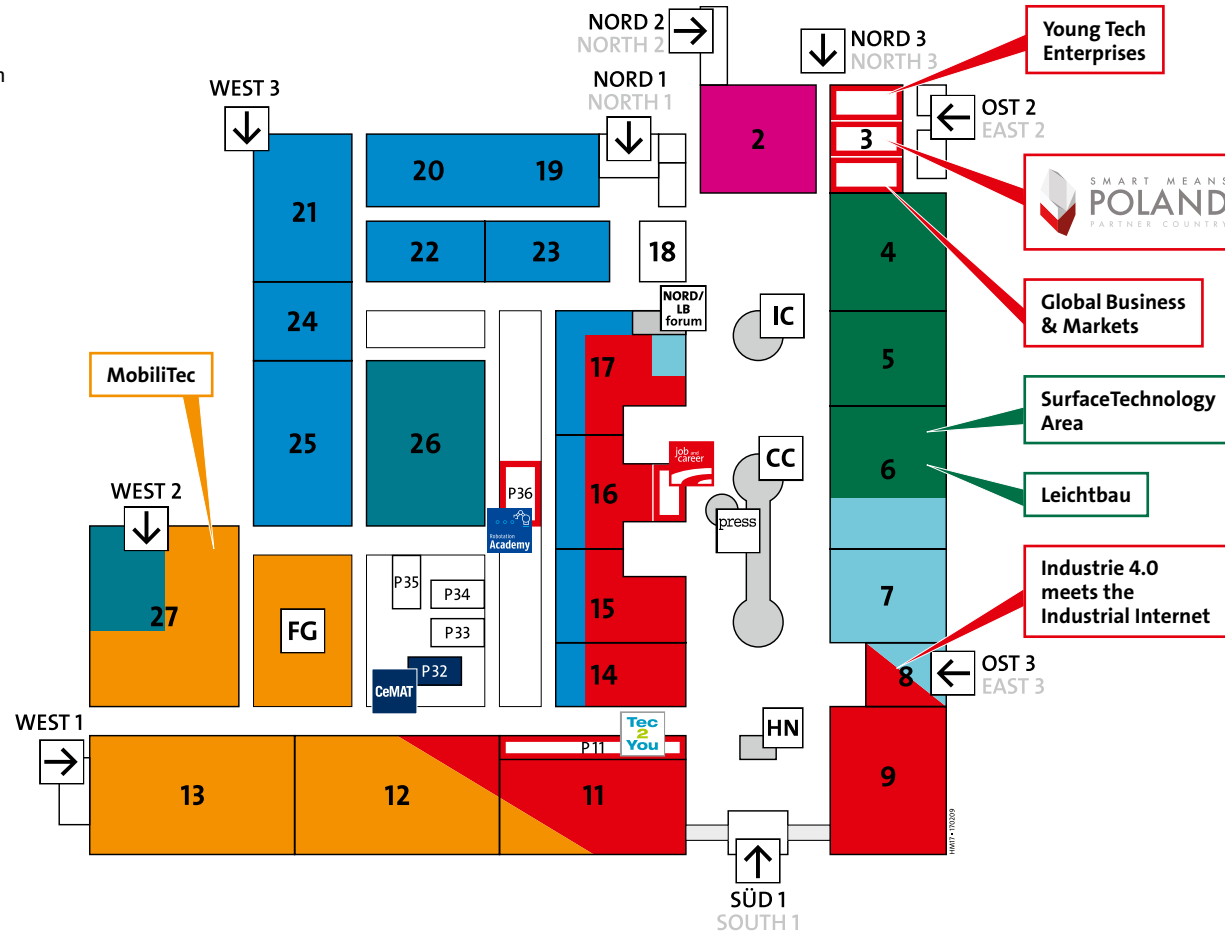 n
NORD 2
NORTH 2
NORD 3
NORTH 3
Young Tech
Enterprises
WEST 3
NORD 1
NORTH 1
OST 2
EAST 2
2
3
20
19
21
SMART MEANS
POLAND
PARTNER COUNTRY
22
23
18
4
24
NORD/
LB
forum
IC
Global Business
& Markets
MobiliTec
17
5
SurfaceTechnology
Area
25
26
job and
career
CC
6
Leichtbau
WEST 2
P36
16
press
Robotation
Academy
Industrie 4.0
meets the
Industrial Internet
27
FG
P35
P34
P33
P32
CeMAT
15
7
14
8
OST 3
EAST 3
WEST 1
Tec
2
You
P11
HN
13
12
11
9
HM17 • 170209
SÜD 1
SOUTH 1